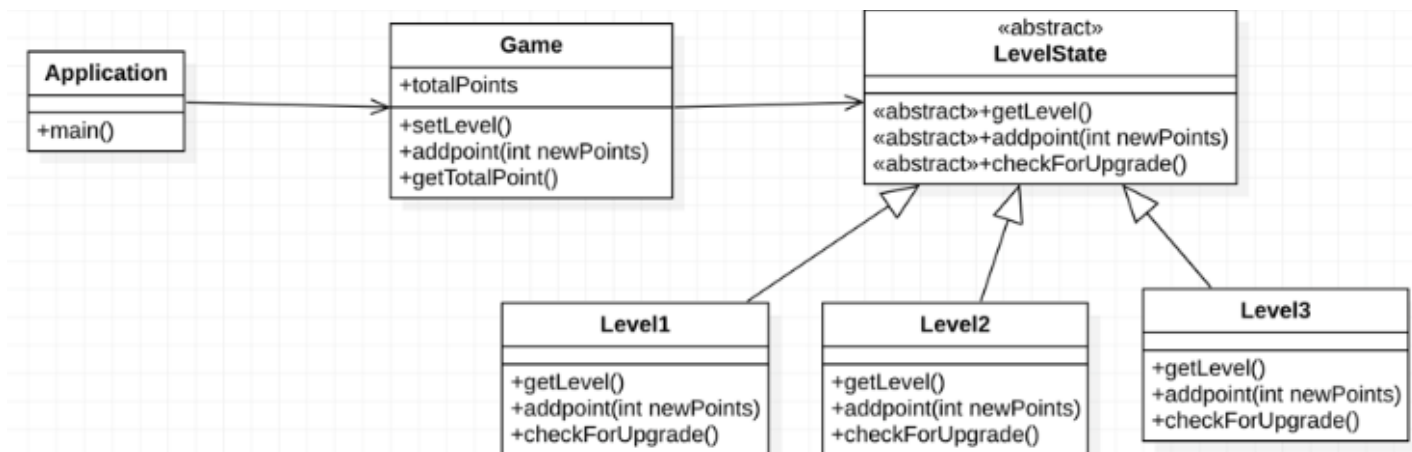 Application
+main()
Game
+totalPoints
+setLevel()
+addpoint(int newPoints)
+getTotalPoint()
«abstract»
LevelState
«abstract»+getLevel()
«abstract»+addpoint(int newPoints)
«abstract»+checkForUpgrade()
Level1
+getLevel()
+addpoint(int newPoints)
+checkForUpgrade()
Level2
+getLevel()
+addpoint(int newPoints)
+checkForUpgrade()
Level3
+getLevel()
+addpoint(int newPoints)
+checkForUpgrade()